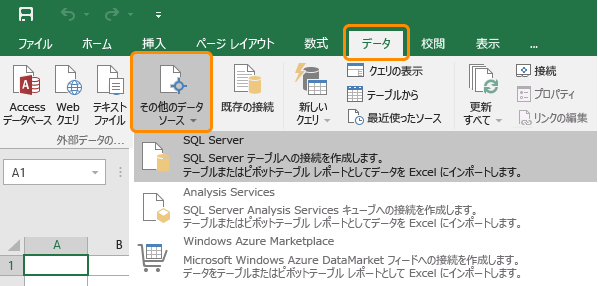 ファイル ホーム 挿入 ページ レイアウト 数式 データ 校閲 表示 ...
Access データベース
Web クエリ
テキスト ファイル
その他のデータ ソース
既存の接続
新しい クエリ
クエリの表示
テーブルから
最近使ったソース
更新 すべて
接続
プロパティ
リンクの編集
外部データの...
A1
SQL Server
SQL Server テーブルへの接続を作成します。
テーブルまたはピボットテーブル レポートとしてデータを Excel にインポートします。
Analysis Services
SQL Server Analysis Services キューブへの接続を作成します。
テーブルまたはピボットテーブル レポートとしてデータを Excel にインポートします。
Windows Azure Marketplace
Microsoft Windows Azure DataMarket フィードへの接続を作成します。
データをテーブルまたはピボットテーブル レポートとして Excel にインポートします。
A B
1